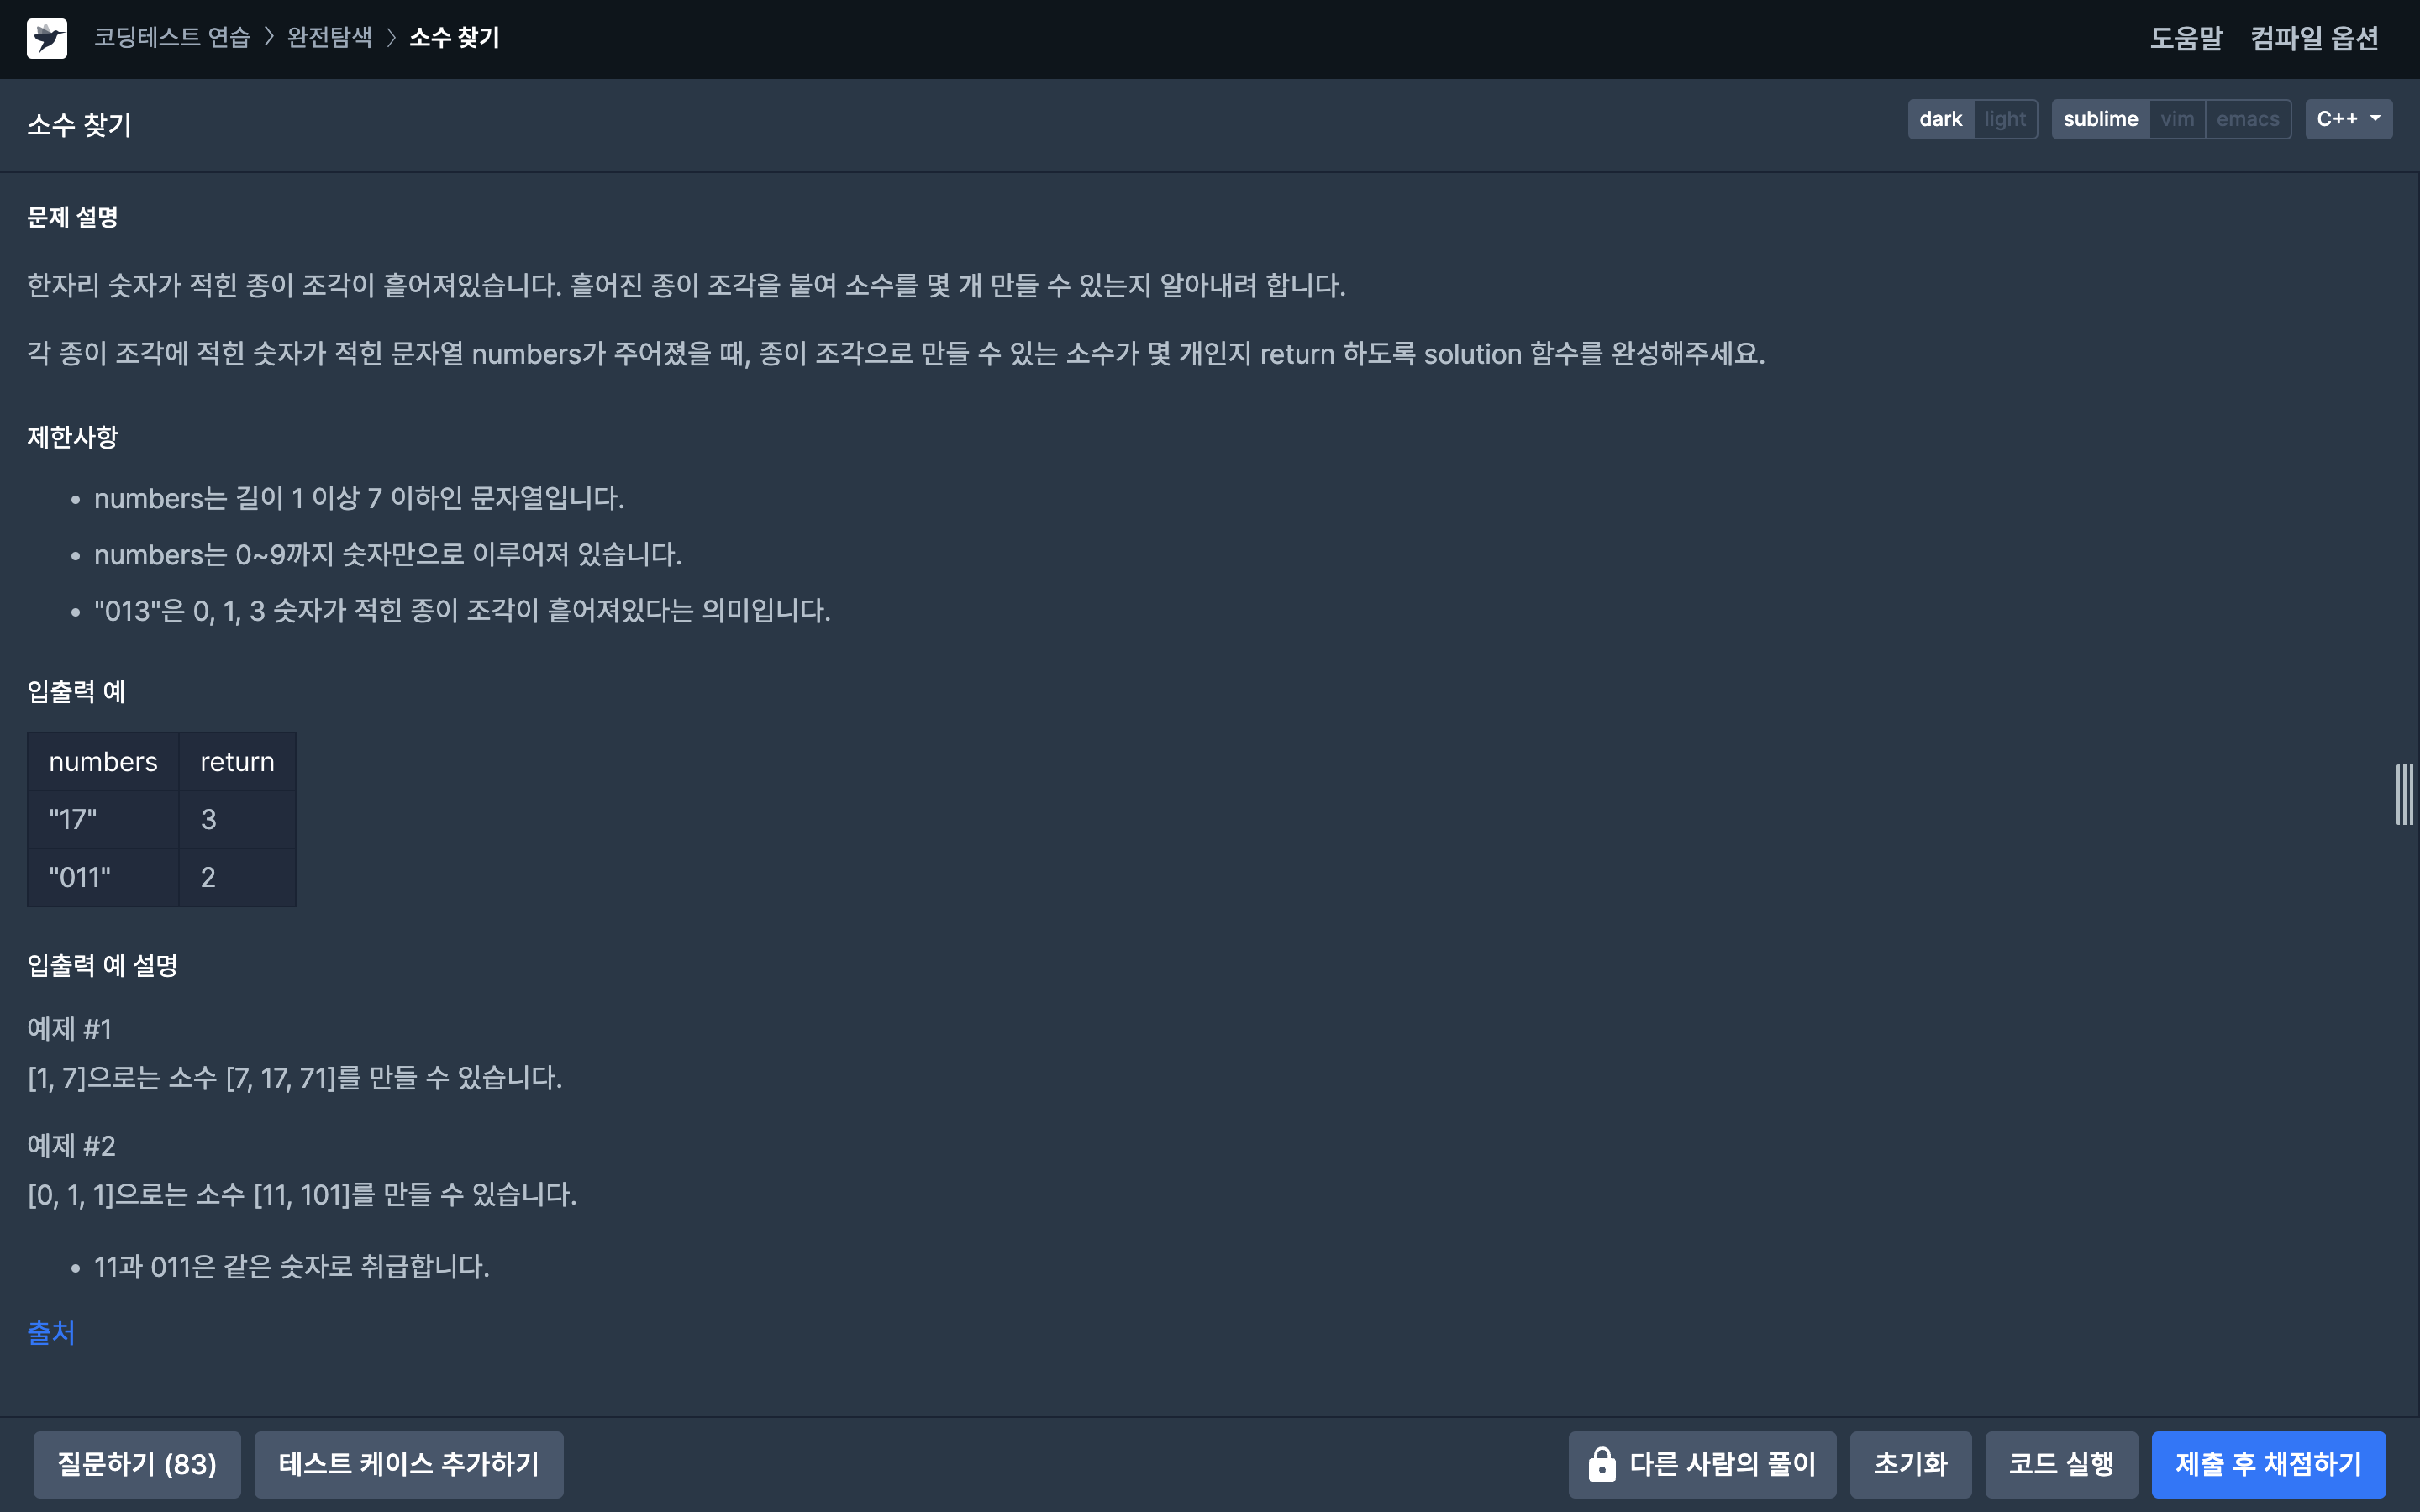 코딩테스트 연습 > 완전탐색 > 소수 찾기
도움말 컴파일 옵션
소수 찾기
dark light sublime vim emacs C++
문제 설명
한자리 숫자가 적힌 종이 조각이 흩어져있습니다. 흩어진 종이 조각을 붙여 소수를 몇 개 만들 수 있는지 알아내려 합니다.
각 종이 조각에 적힌 숫자가 적힌 문자열 numbers가 주어졌을 때, 종이 조각으로 만들 수 있는 소수가 몇 개인지 return 하도록 solution 함수를 완성해주세요.
제한사항
• numbers는 길이 1 이상 7 이하인 문자열입니다.
• numbers는 0~9까지 숫자만으로 이루어져 있습니다.
• "013"은 0, 1, 3 숫자가 적힌 종이 조각이 흩어져있다는 의미입니다.
입출력 예
numbers return
"17" 3
"011" 2
입출력 예 설명
예제 #1
[1, 7]으로는 소수 [7, 17, 71]를 만들 수 있습니다.
예제 #2
[0, 1, 1]으로는 소수 [11, 101]를 만들 수 있습니다.
• 11과 011은 같은 숫자로 취급합니다.
출처
질문하기 (83) 테스트 케이스 추가하기 다른 사람의 풀이 초기화 코드 실행 제출 후 채점하기